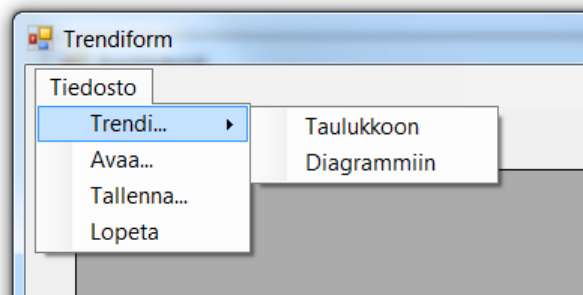 Trendiform
Tiedosto
Trendi...
Taulukkoon
Diagrammiin
Avaa...
Tallenna...
Lopeta